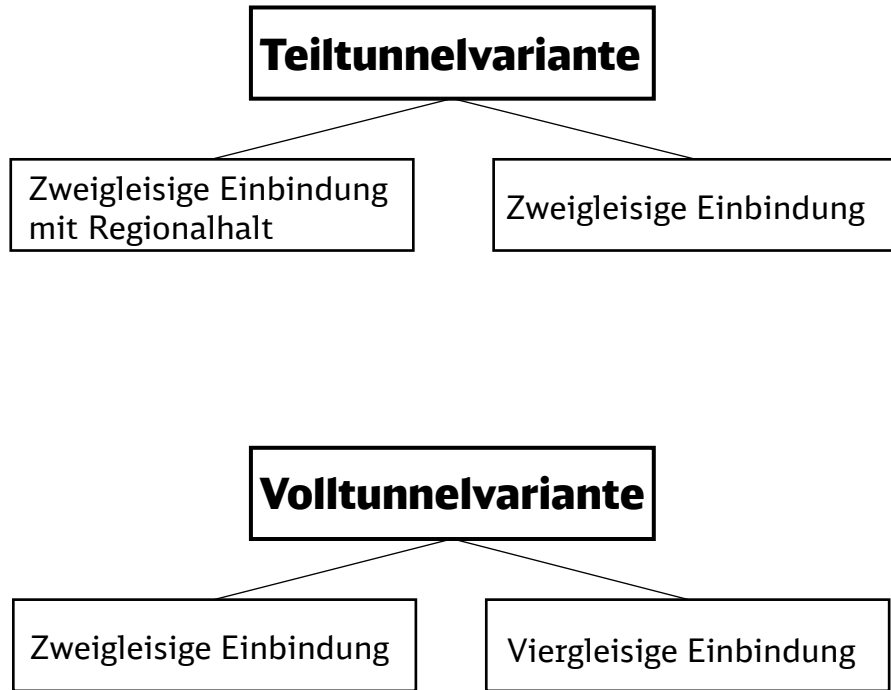 Teiltunnelvariante
Zweigleisige Einbindung
mit Regionalhalt
Zweigleisige Einbindung
Volltunnelvariante
Zweigleisige Einbindung
Viergleisige Einbindung